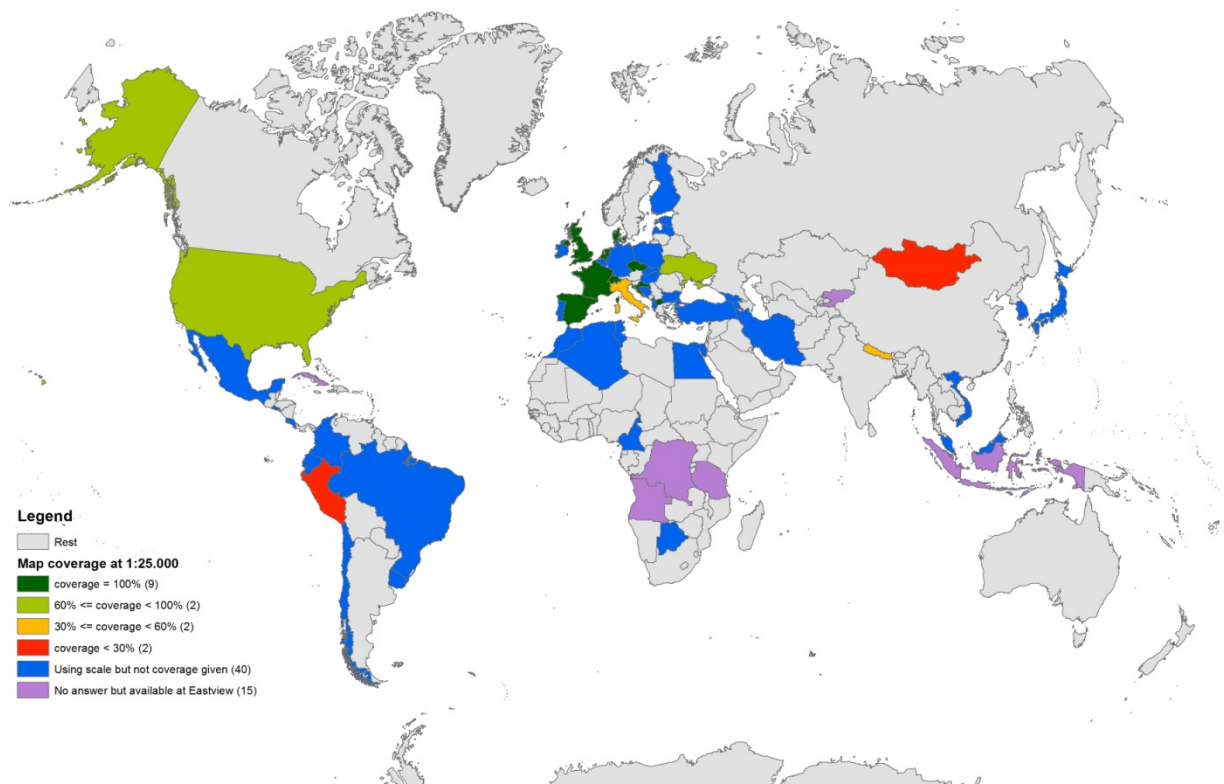 Legend
Rest
Map coverage at 1:25.000
coverage = 100% (9)
60% <= coverage < 100% (2)
30% <= coverage < 60% (2)
coverage < 30% (2)
Using scale but not coverage given (40)
No answer but available at Eastview (15)